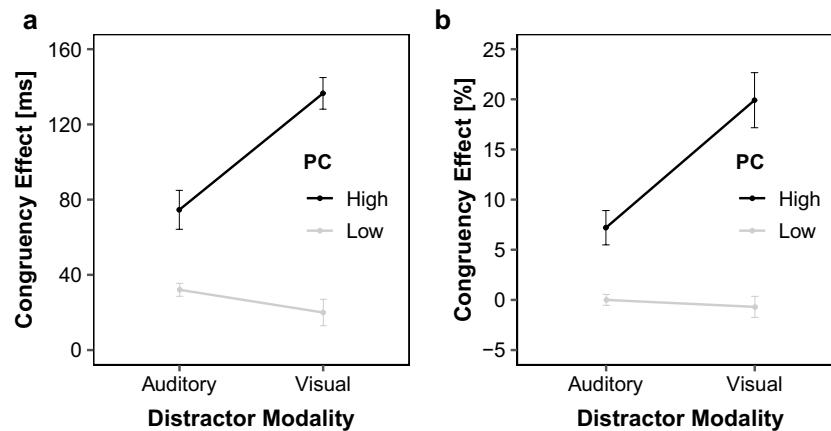 a
Congruency Effect [ms]
160
120
80
40
0
PC
High
Low
Auditory
Visual
Distractor Modality
b
Congruency Effect [%]
25
20
15
10
5
0
−5
PC
High
Low
Auditory
Visual
Distractor Modality